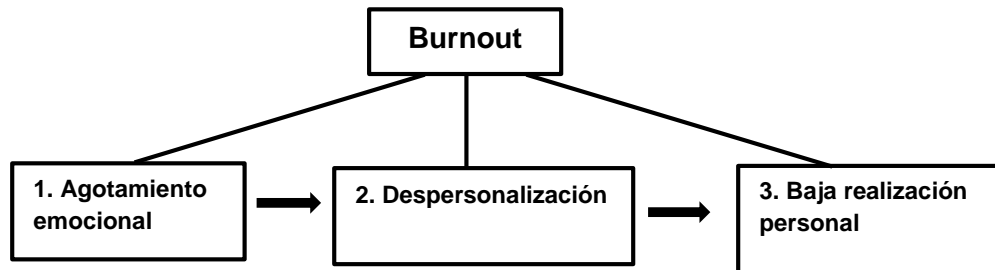 Burnout
1. Agotamiento
emocional
2. Despersonalización
3. Baja realización
personal